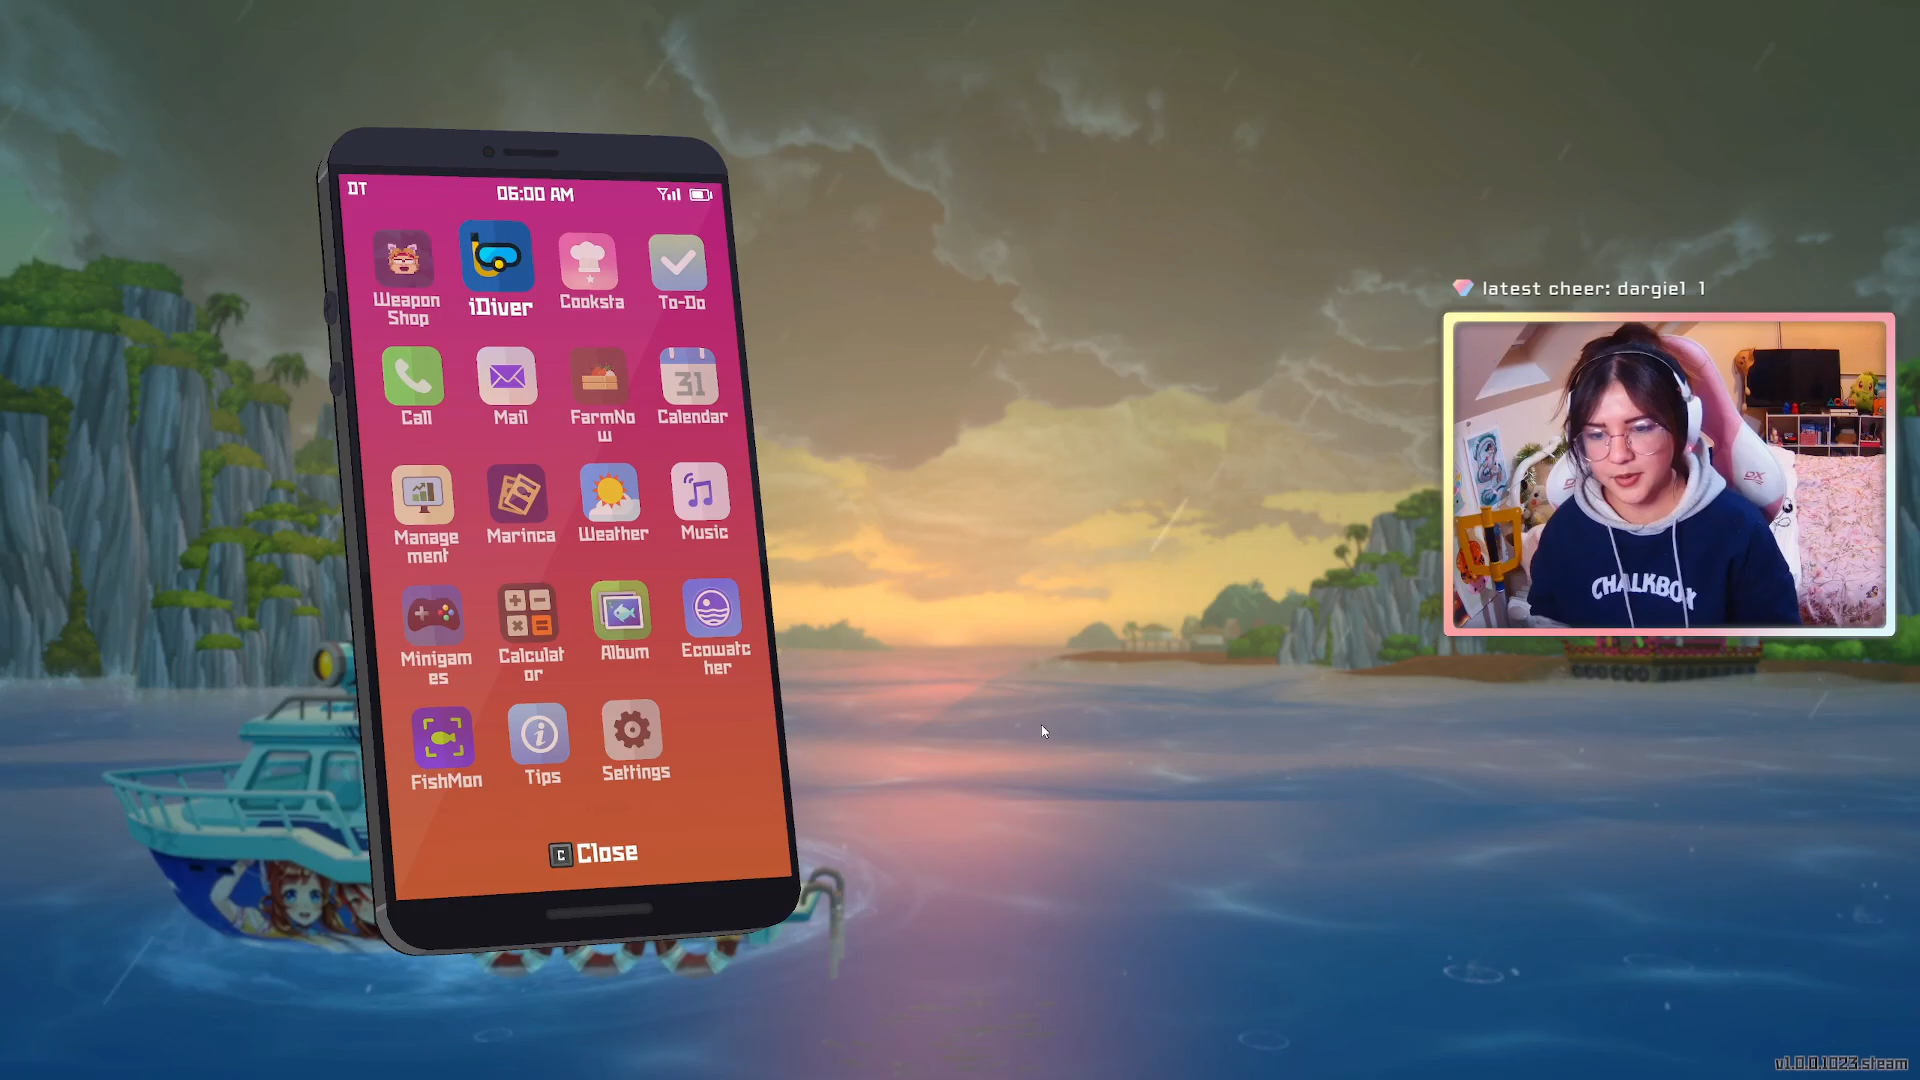 DT
06:00 AM
Weapon
Shop
iDiver
Cooksta
To-Do
Call
Mail
FarmNo
w
31
Calendar
Manage
ment
Marinca
Weather
Music
Minigam
es
Calculat
or
Album
Ecowatc
her
FishMon
Tips
Settings
C Close
latest cheer: dargie1 1
DX
CHALKBOY
v1.0.0.1023.steam